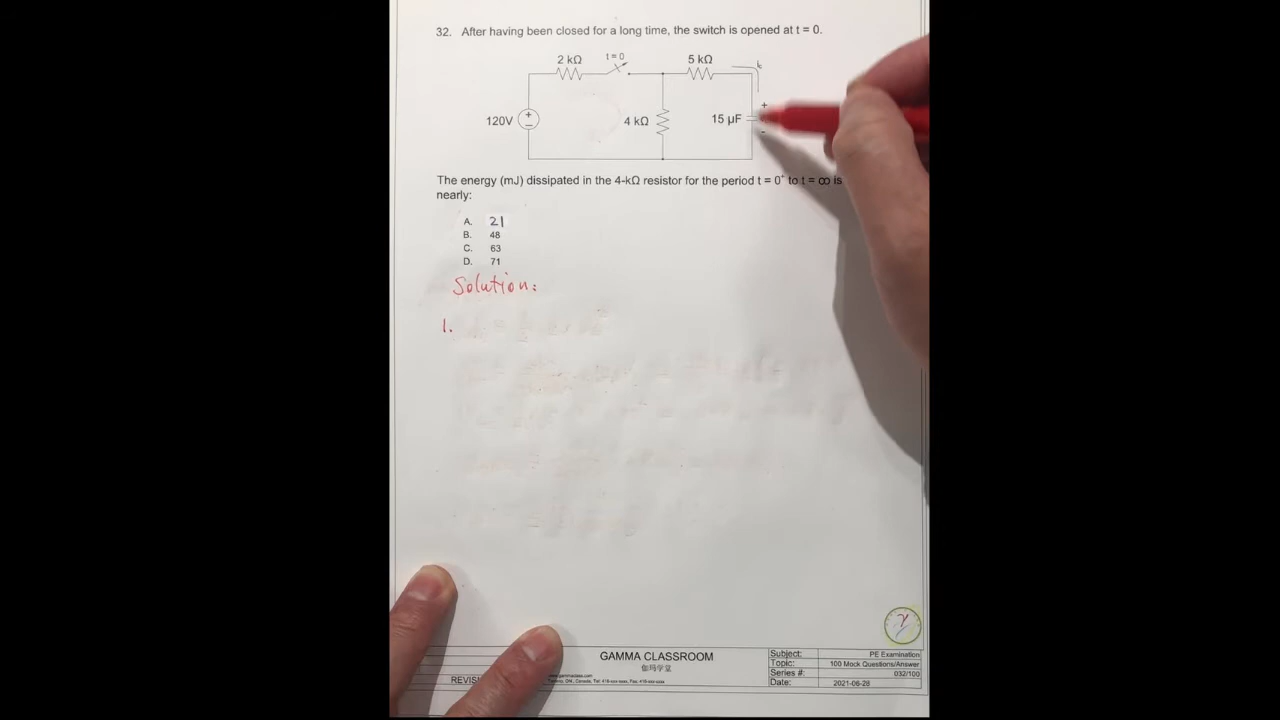 32. After having been closed for a long time, the switch is opened at t = 0.
2 kΩ
t=0
5 kΩ
+
120V
+
−
4 kΩ
15 µF
-
The energy (mJ) dissipated in the 4-kΩ resistor for the period t = 0⁺ to t = ∞ is
nearly:
A. 21
B. 48
C. 63
D. 71
Solution:
1.
γ
GAMMA CLASSROOM
伽玛学堂
REVIS
Subject: PE Examination
Topic: 100 Mock Questions/Answer
Series #: 032/100
Date: 2021-06-28